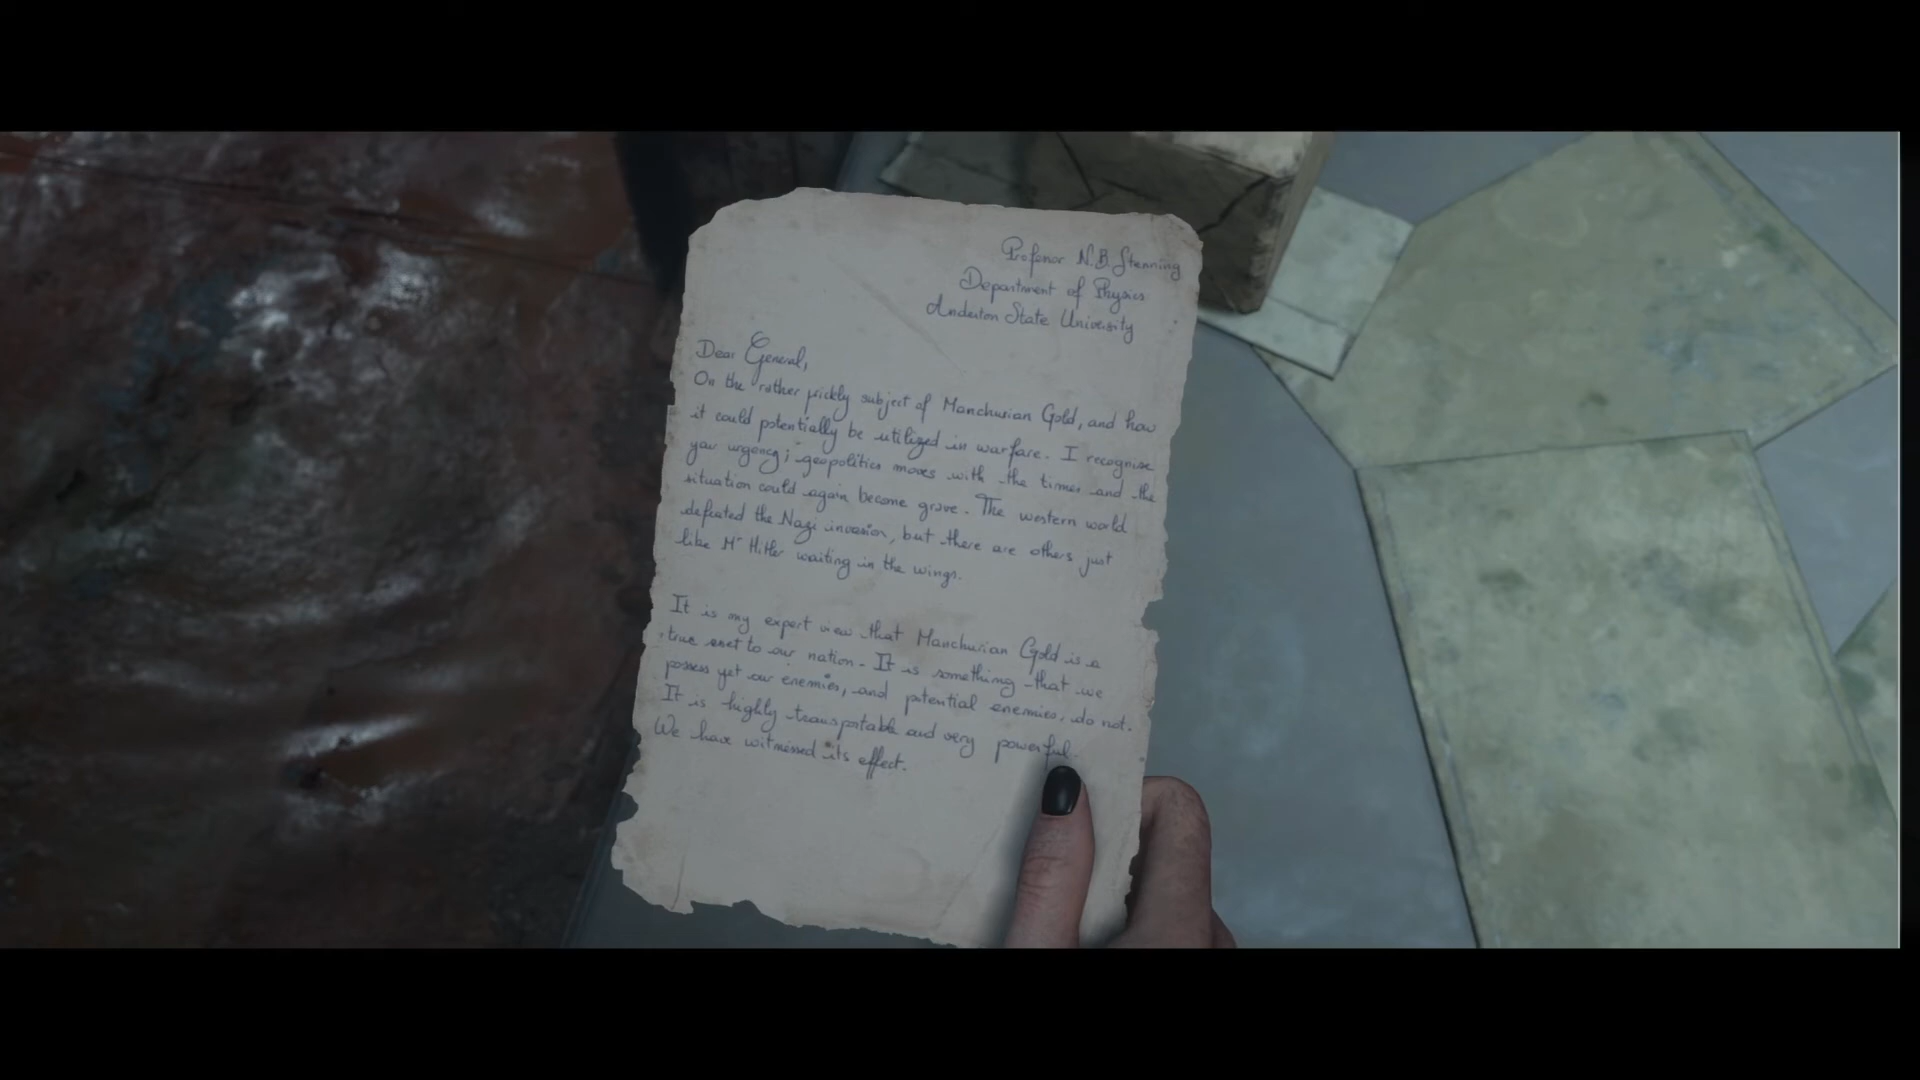 Professor N.B. Stenning
Department of Physics
Anderton State University
Dear General,
On the rather prickly subject of Manchurian Gold, and how
it could potentially be utilized in warfare. I recognise
your urgency; geopolitics moves with the times and the
situation could again become grave. The western world
defeated the Nazi invasion, but there are others just
like Mr Hitler waiting in the wings.
It is my expert view that Manchurian Gold is a
true asset to our nation. It is something that we
possess yet our enemies, and potential enemies, do not.
It is highly transportable and very powerful.
We have witnessed its effect.